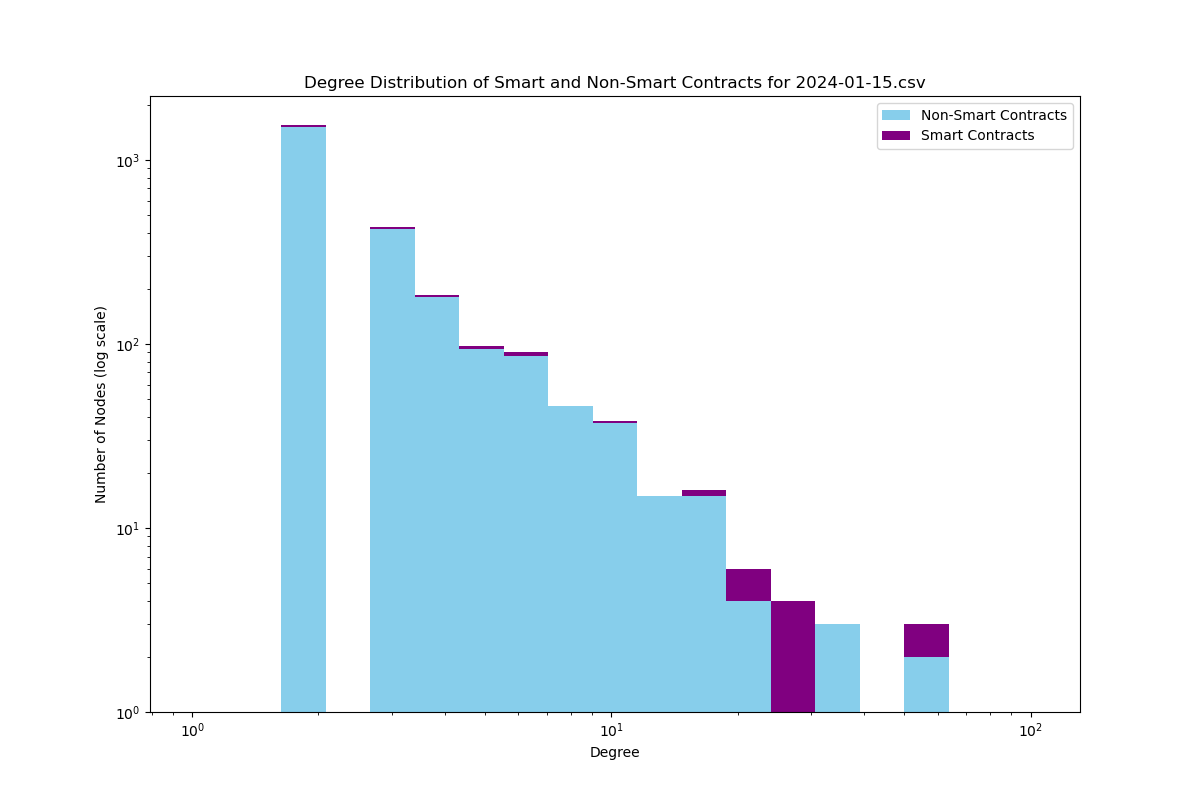 Degree Distribution of Smart and Non-Smart Contracts for 2024-01-15.csv
Non-Smart Contracts
Smart Contracts
Number of Nodes (log scale)
10³
10²
10¹
10⁰
10⁰ 10¹ 10²
Degree